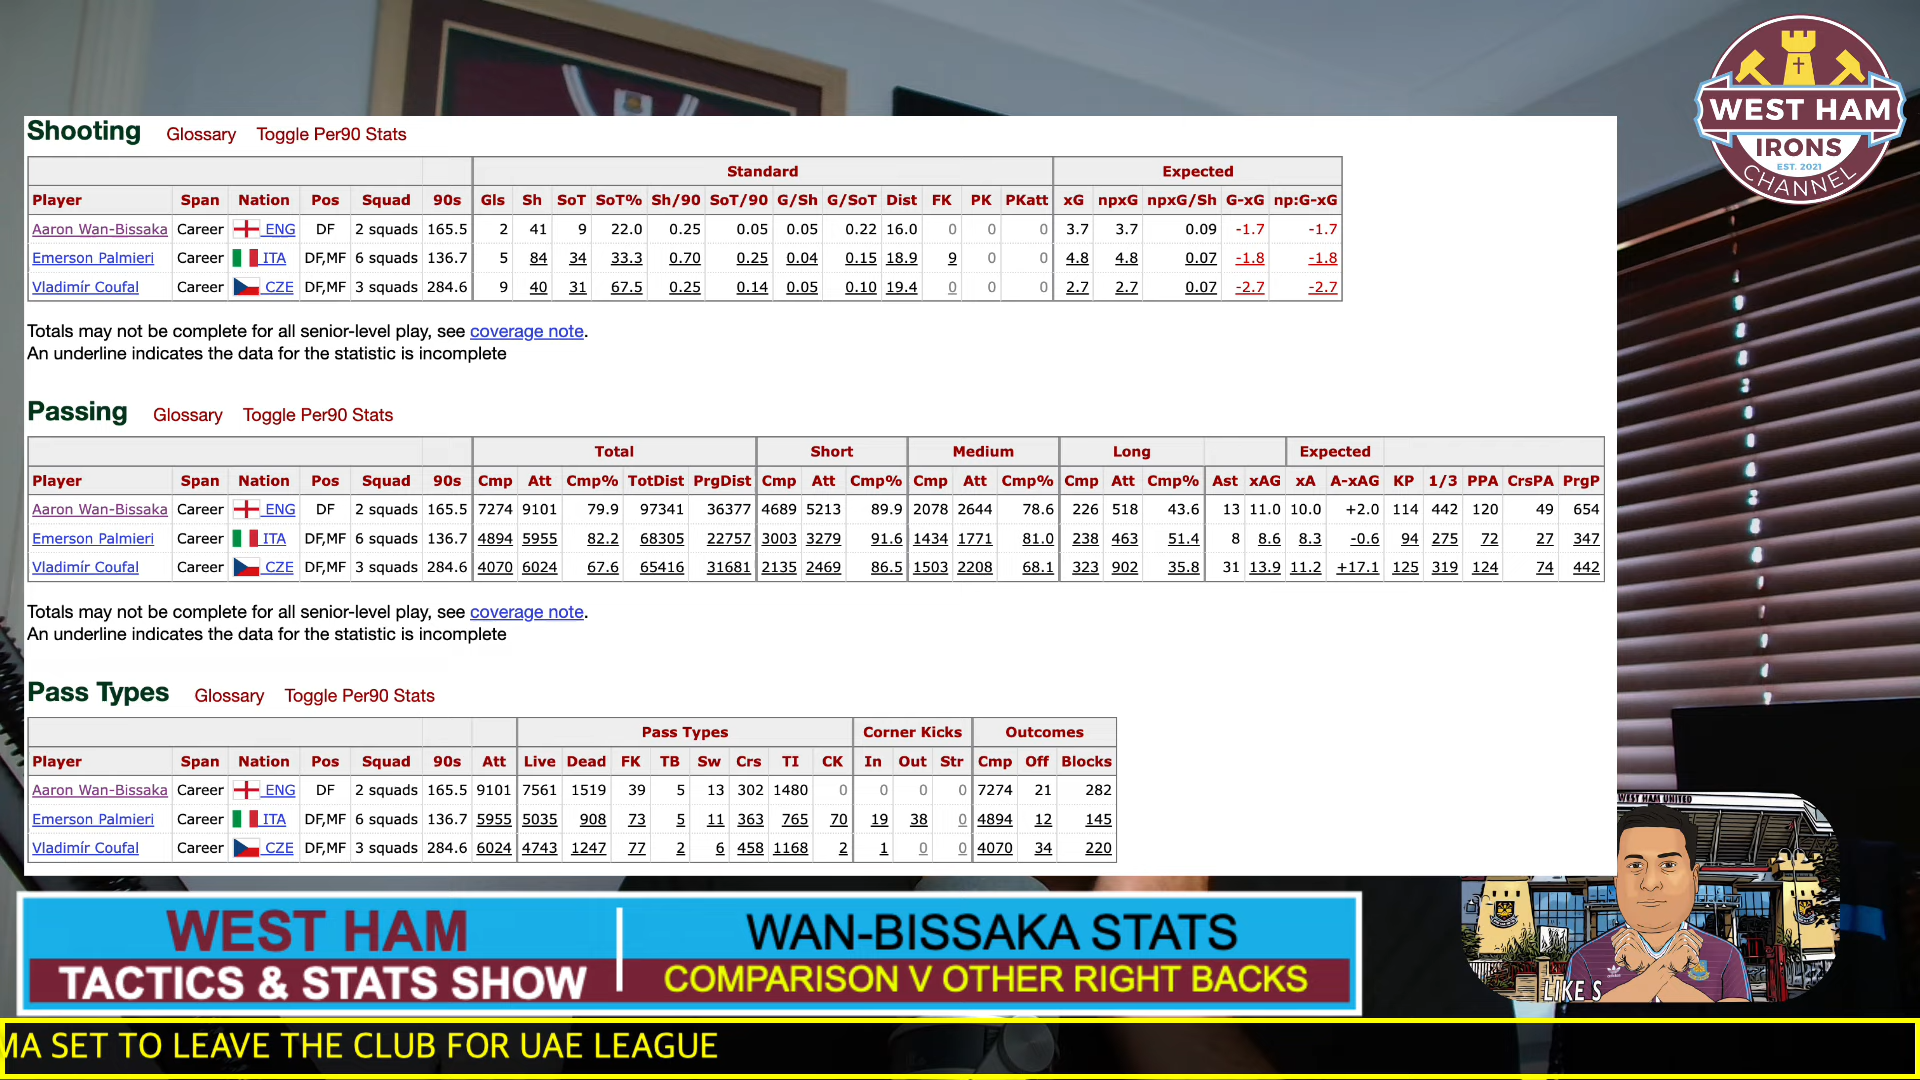 WEST HAM
IRONS
EST. 2021
CHANNEL
Shooting Glossary Toggle Per90 Stats
Standard Expected
Player Span Nation Pos Squad 90s Gls Sh SoT SoT% Sh/90 SoT/90 G/Sh G/SoT Dist FK PK PKatt xG npxG npxG/Sh G-xG np:G-xG
Aaron Wan-Bissaka Career ENG DF 2 squads 165.5 2 41 9 22.0 0.25 0.05 0.05 0.22 16.0 0 0 0 3.7 3.7 0.09 -1.7 -1.7
Emerson Palmieri Career ITA DF,MF 6 squads 136.7 5 84 34 33.3 0.70 0.25 0.04 0.15 18.9 9 0 0 4.8 4.8 0.07 -1.8 -1.8
Vladimír Coufal Career CZE DF,MF 3 squads 284.6 9 40 31 67.5 0.25 0.14 0.05 0.10 19.4 0 0 0 2.7 2.7 0.07 -2.7 -2.7
Totals may not be complete for all senior-level play, see coverage note.
An underline indicates the data for the statistic is incomplete
Passing Glossary Toggle Per90 Stats
Total Short Medium Long Expected
Player Span Nation Pos Squad 90s Cmp Att Cmp% TotDist PrgDist Cmp Att Cmp% Cmp Att Cmp% Cmp Att Cmp% Ast xAG xA A-xAG KP 1/3 PPA CrsPA PrgP
Aaron Wan-Bissaka Career ENG DF 2 squads 165.5 7274 9101 79.9 97341 36377 4689 5213 89.9 2078 2644 78.6 226 518 43.6 13 11.0 10.0 +2.0 114 442 120 49 654
Emerson Palmieri Career ITA DF,MF 6 squads 136.7 4894 5955 82.2 68305 22757 3003 3279 91.6 1434 1771 81.0 238 463 51.4 8 8.6 8.3 -0.6 94 275 72 27 347
Vladimír Coufal Career CZE DF,MF 3 squads 284.6 4070 6024 67.6 65416 31681 2135 2469 86.5 1503 2208 68.1 323 902 35.8 31 13.9 11.2 +17.1 125 319 124 74 442
Totals may not be complete for all senior-level play, see coverage note.
An underline indicates the data for the statistic is incomplete
Pass Types Glossary Toggle Per90 Stats
Pass Types Corner Kicks Outcomes
Player Span Nation Pos Squad 90s Att Live Dead FK TB Sw Crs TI CK In Out Str Cmp Off Blocks
Aaron Wan-Bissaka Career ENG DF 2 squads 165.5 9101 7561 1519 39 5 13 302 1480 0 0 0 0 7274 21 282
Emerson Palmieri Career ITA DF,MF 6 squads 136.7 5955 5035 908 73 5 11 363 765 70 19 38 0 4894 12 145
Vladimír Coufal Career CZE DF,MF 3 squads 284.6 6024 4743 1247 77 2 6 458 1168 2 1 0 0 4070 34 220
WEST HAM UNITED
LIKE S
WEST HAM
TACTICS & STATS SHOW
WAN-BISSAKA STATS
COMPARISON V OTHER RIGHT BACKS
MA SET TO LEAVE THE CLUB FOR UAE LEAGUE